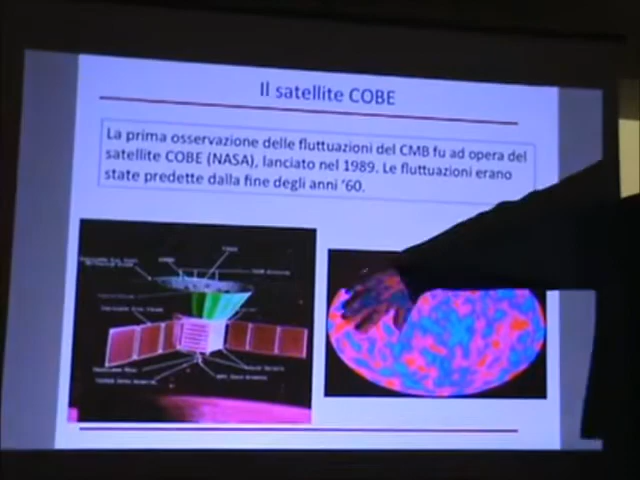 Il satellite COBE
La prima osservazione delle fluttuazioni del CMB fu ad opera del
satellite COBE (NASA), lanciato nel 1989. Le fluttuazioni erano
state predette dalla fine degli anni '60.